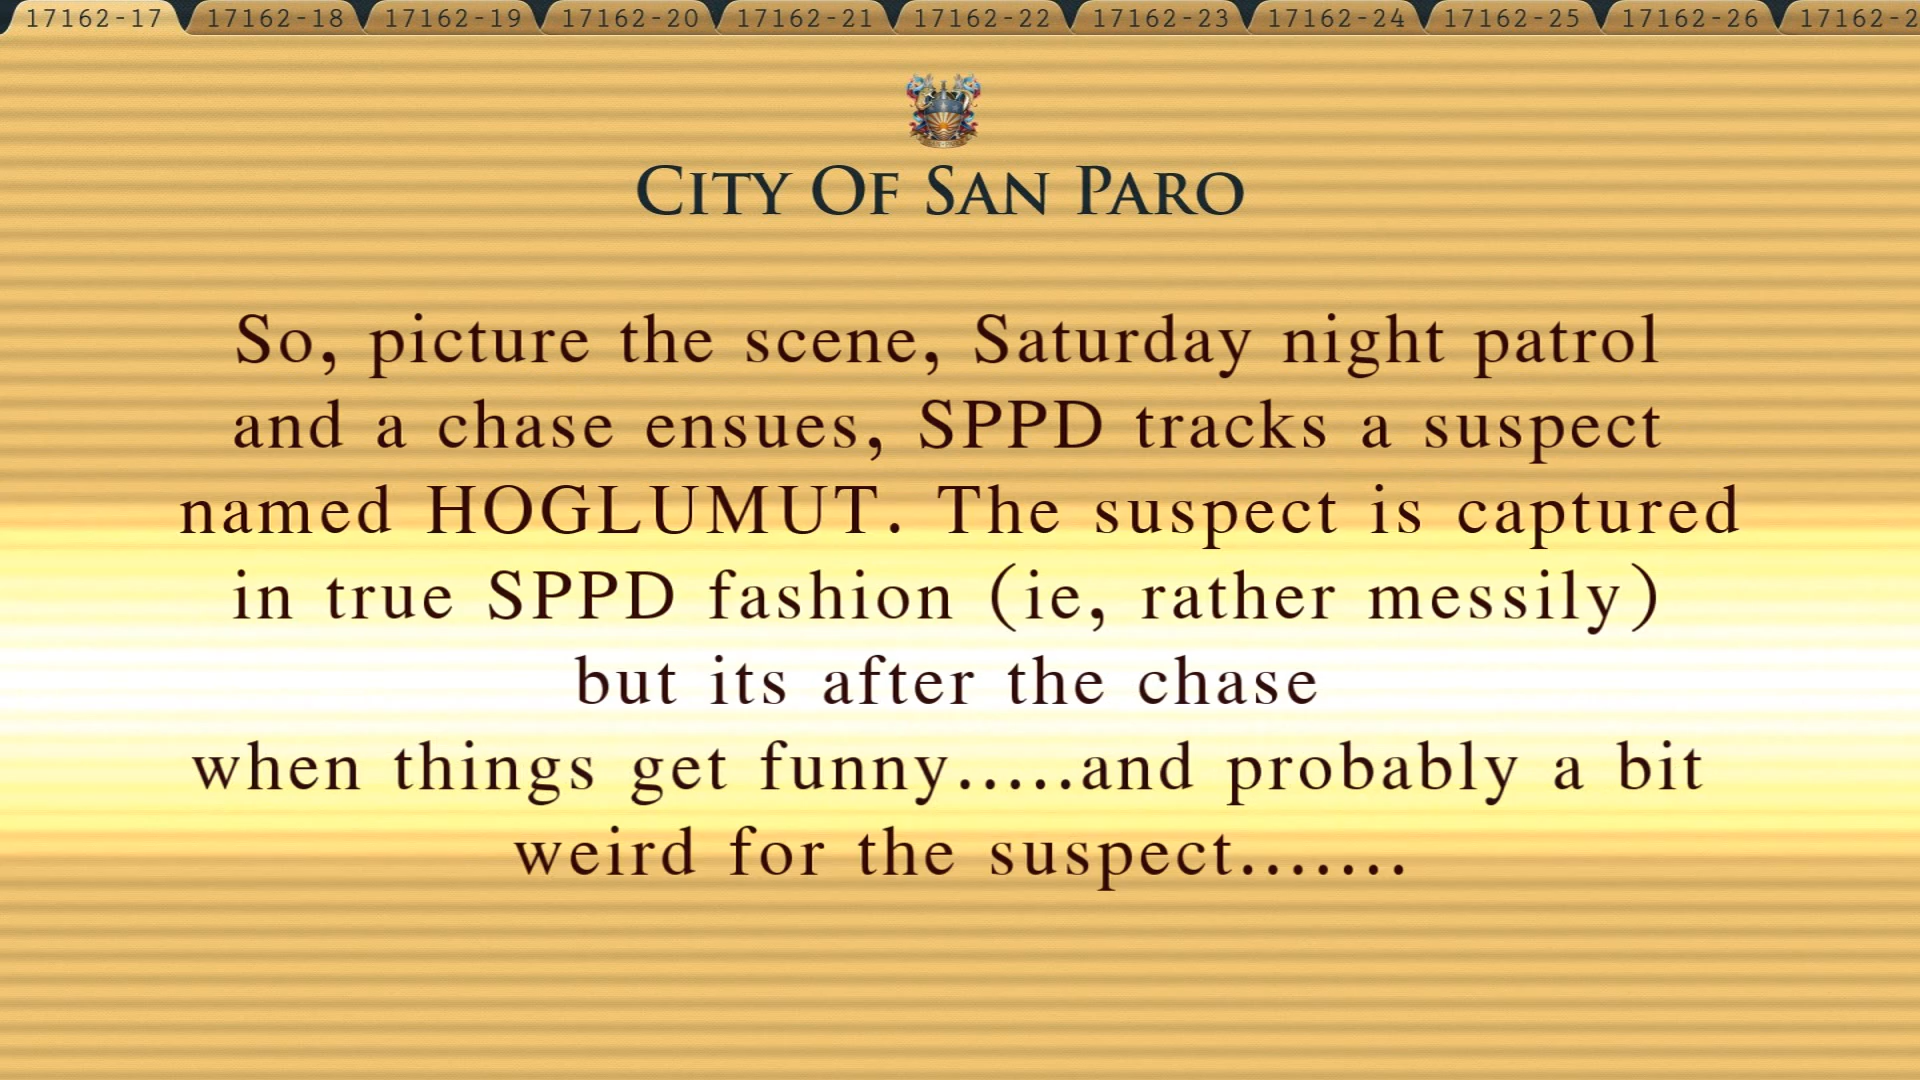 17162-17 17162-18 17162-19 17162-20 17162-21 17162-22 17162-23 17162-24 17162-25 17162-26 17162-2
City Of San Paro
So, picture the scene, Saturday night patrol
and a chase ensues, SPPD tracks a suspect
named HOGLUMUT. The suspect is captured
in true SPPD fashion (ie, rather messily)
but its after the chase
when things get funny.....and probably a bit
weird for the suspect.......